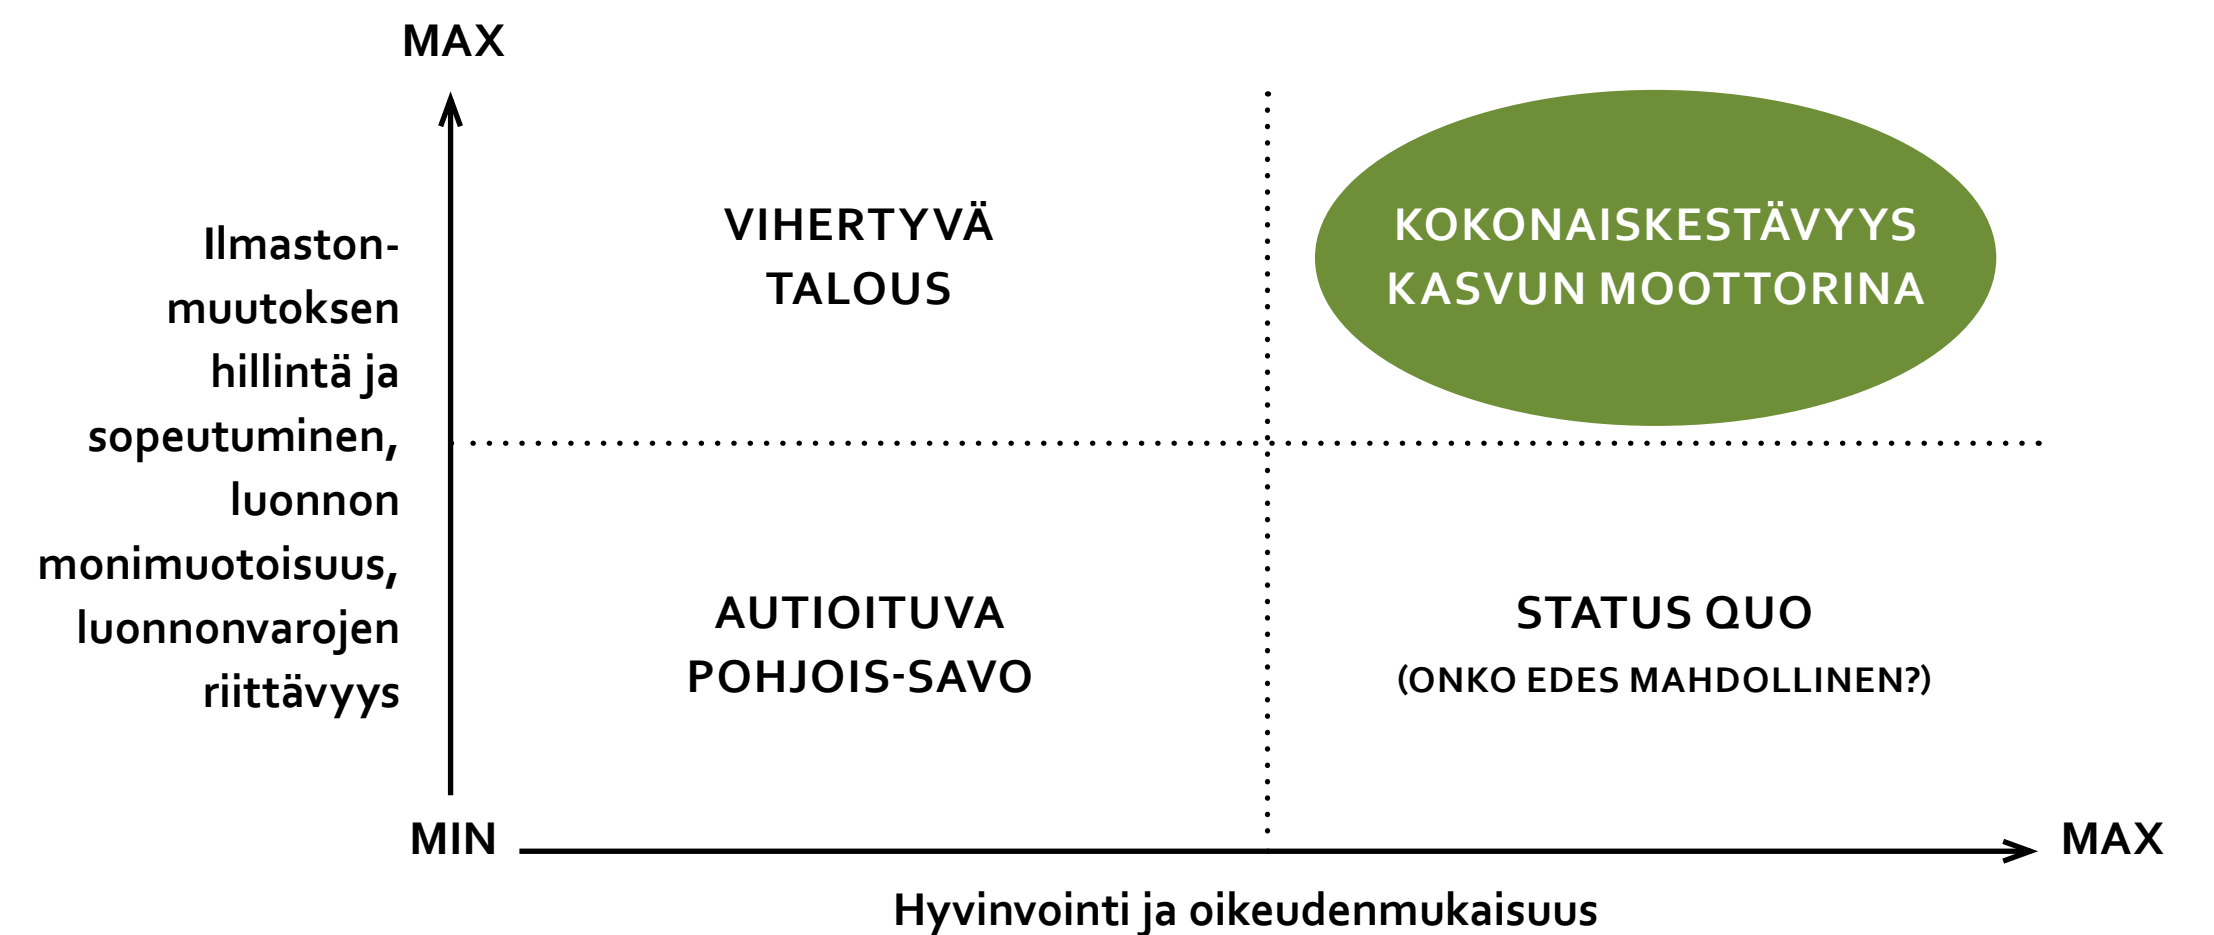 MAX
Ilmaston-
muutoksen
hillintä ja
sopeutuminen,
luonnon
monimuotoisuus,
luonnonvarojen
riittävyys
VIHERTYVÄ
TALOUS
KOKONAISKESTÄVYYS
KASVUN MOOTTORINA
AUTIOITUVA
POHJOIS-SAVO
STATUS QUO
(ONKO EDES MAHDOLLINEN?)
MIN
MAX
Hyvinvointi ja oikeudenmukaisuus